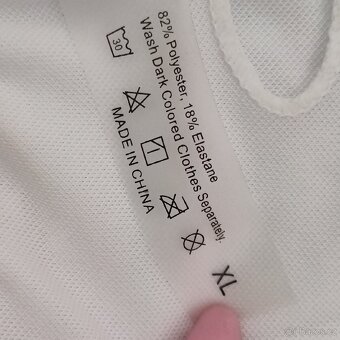 82% Polyester, 18% Elastane
Wash Dark Colored Clothes Separately.
30
MADE IN CHINA
XL